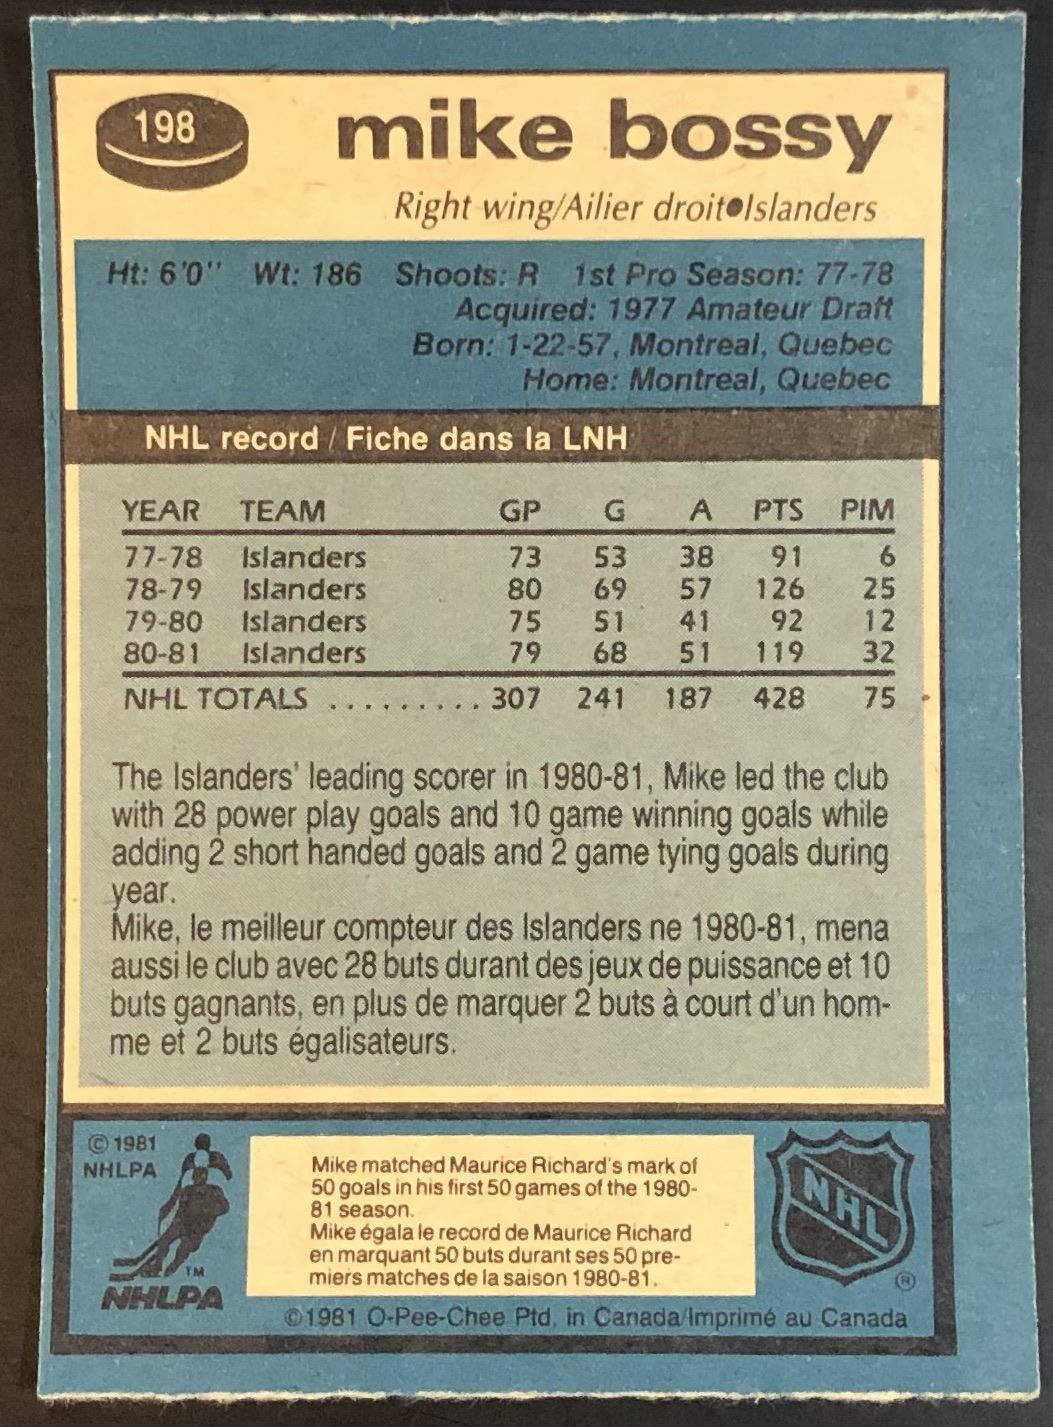 198
mike bossy
Right wing/Ailier droit•Islanders
Ht: 6'0" Wt: 186 Shoots: R 1st Pro Season: 77-78
Acquired: 1977 Amateur Draft
Born: 1-22-57, Montreal, Quebec
Home: Montreal, Quebec
NHL record / Fiche dans la LNH
YEAR TEAM GP G A PTS PIM
77-78 Islanders 73 53 38 91 6
78-79 Islanders 80 69 57 126 25
79-80 Islanders 75 51 41 92 12
80-81 Islanders 79 68 51 119 32
NHL TOTALS .......... 307 241 187 428 75
The Islanders' leading scorer in 1980-81, Mike led the club
with 28 power play goals and 10 game winning goals while
adding 2 short handed goals and 2 game tying goals during
year.
Mike, le meilleur compteur des Islanders ne 1980-81, mena
aussi le club avec 28 buts durant des jeux de puissance et 10
buts gagnants, en plus de marquer 2 buts à court d'un hom-
me et 2 buts égalisateurs.
© 1981
NHLPA
TM
NHLPA
Mike matched Maurice Richard's mark of
50 goals in his first 50 games of the 1980-
81 season.
Mike égala le record de Maurice Richard
en marquant 50 buts durant ses 50 pre-
miers matches de la saison 1980-81.
NHL
®
©1981 O-Pee-Chee Ptd. in Canada/Imprimé au Canada